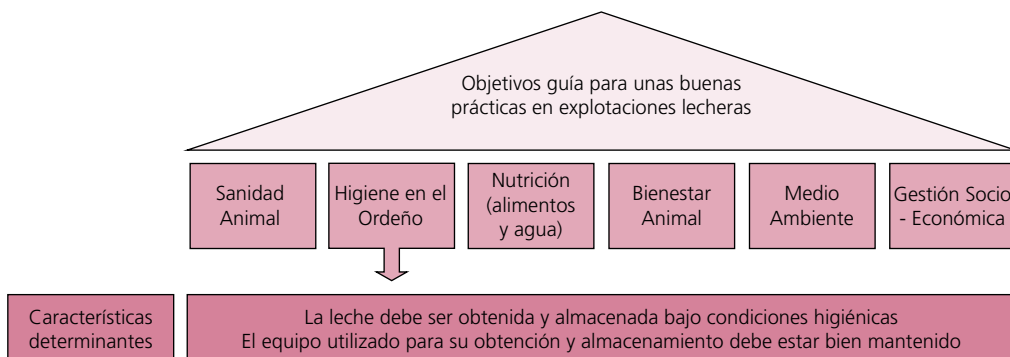 Objetivos guía para unas buenas
prácticas en explotaciones lecheras
Sanidad
Animal
Higiene en el
Ordeño
Nutrición
(alimentos
y agua)
Bienestar
Animal
Medio
Ambiente
Gestión Socio
- Económica
Características
determinantes
La leche debe ser obtenida y almacenada bajo condiciones higiénicas
El equipo utilizado para su obtención y almacenamiento debe estar bien mantenido